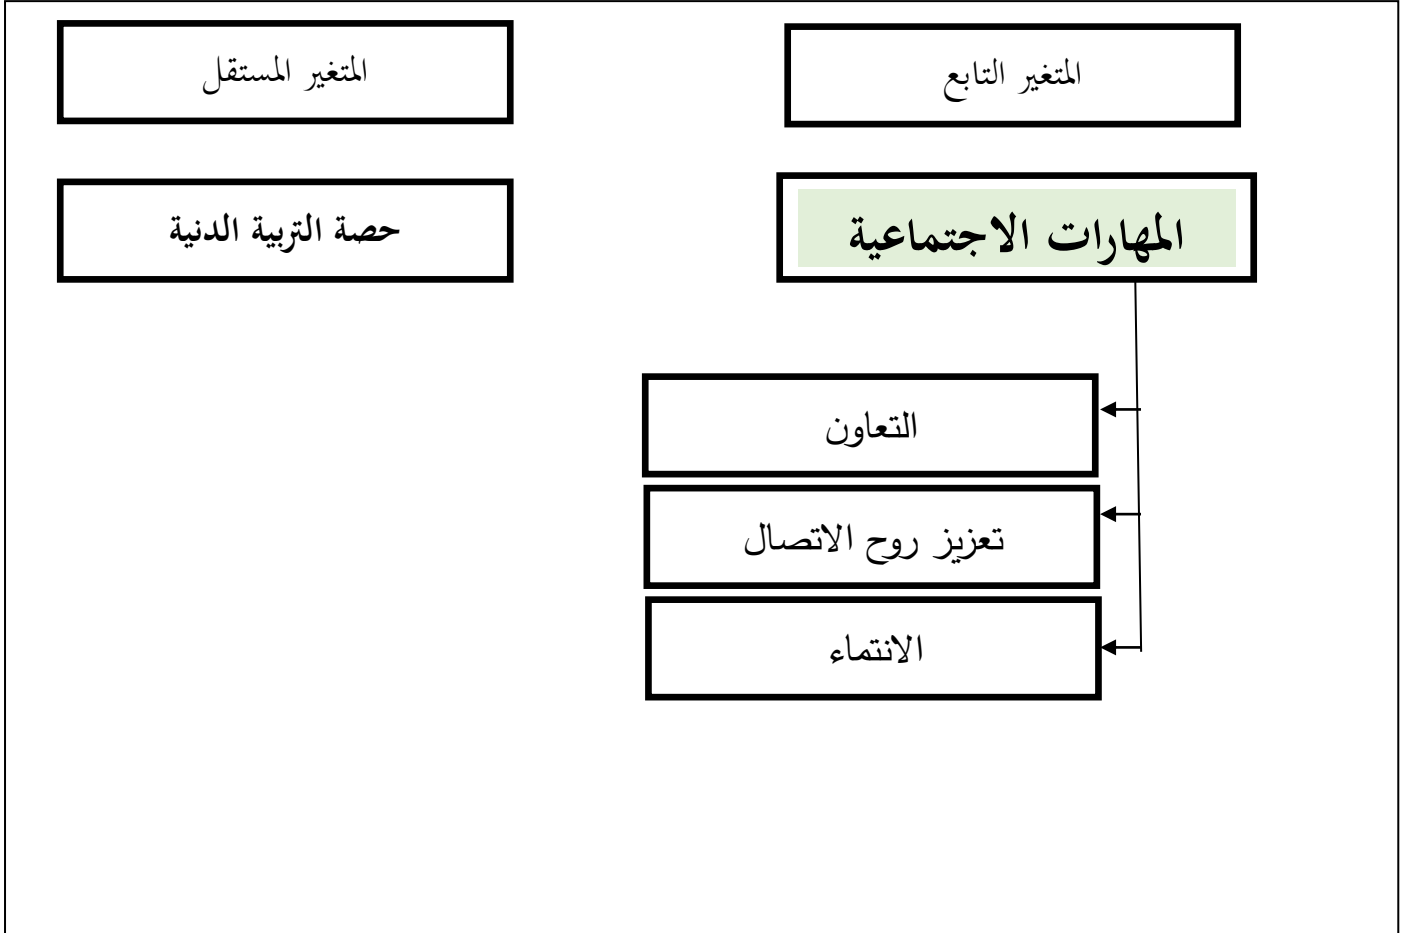 المتغير التابع
المتغير المستقل
المهارات الاجتماعية
حصة التربية الدنية
التعاون
تعزيز روح الاتصال
الانتماء